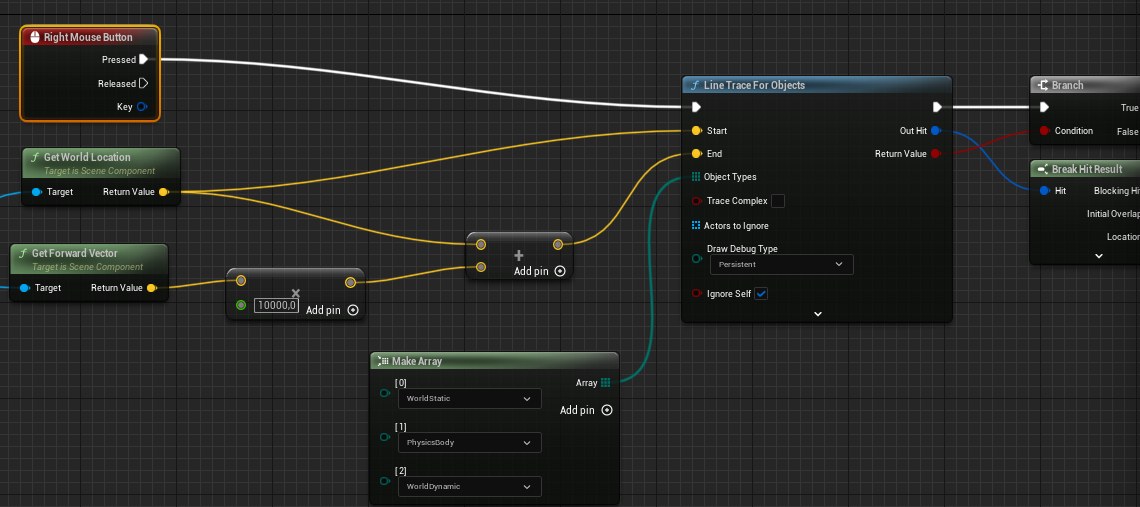 Right Mouse Button
Pressed
Released
Key
Get World Location
Target is Scene Component
Target
Return Value
Get Forward Vector
Target is Scene Component
Target
Return Value
10000,0
Add pin
Add pin
Line Trace For Objects
Start
Out Hit
End
Return Value
Object Types
Trace Complex
Actors to Ignore
Draw Debug Type
Persistent
Ignore Self
Branch
True
Condition
False
Break Hit Result
Hit
Blocking Hi
Initial Overlap
Location
Make Array
[0]
Array
WorldStatic
Add pin
[1]
PhysicsBody
[2]
WorldDynamic